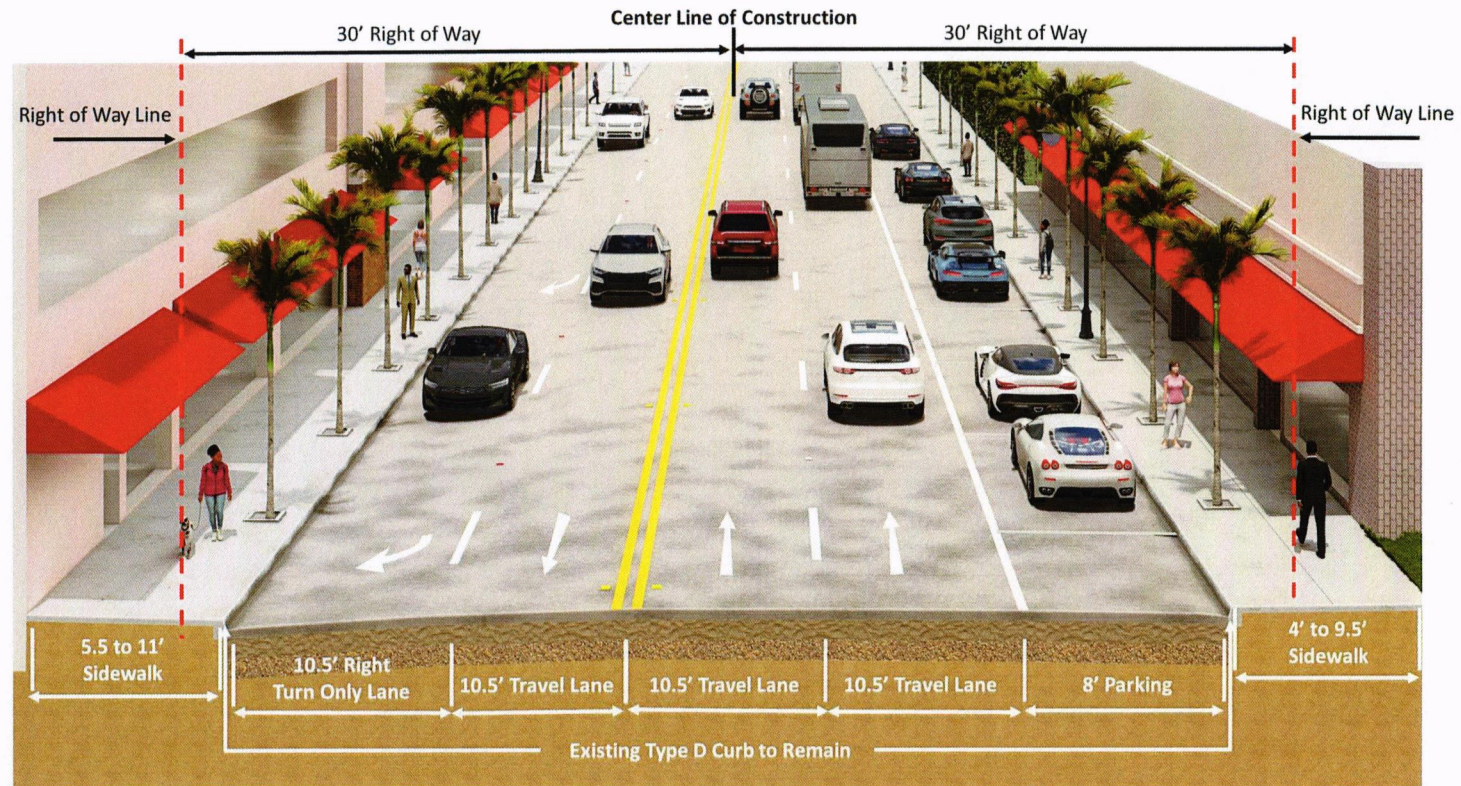 Center Line of Construction
30' Right of Way
30' Right of Way
Right of Way Line
Right of Way Line
5.5 to 11'
Sidewalk
10.5' Right
Turn Only Lane
10.5' Travel Lane
10.5' Travel Lane
10.5' Travel Lane
8' Parking
4' to 9.5'
Sidewalk
Existing Type D Curb to Remain